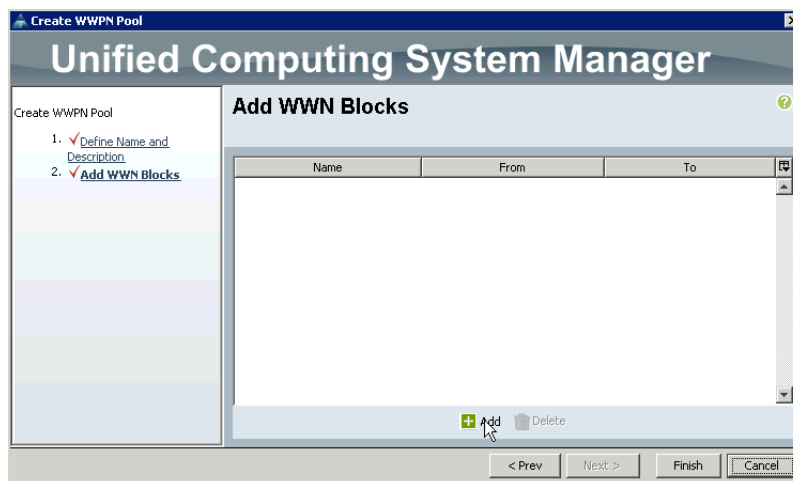 Create WWPN Pool
Unified Computing System Manager
Create WWPN Pool
1. Define Name and
Description
2. Add WWN Blocks
Add WWN Blocks
?
Name From To
Add Delete
< Prev Next > Finish Cancel